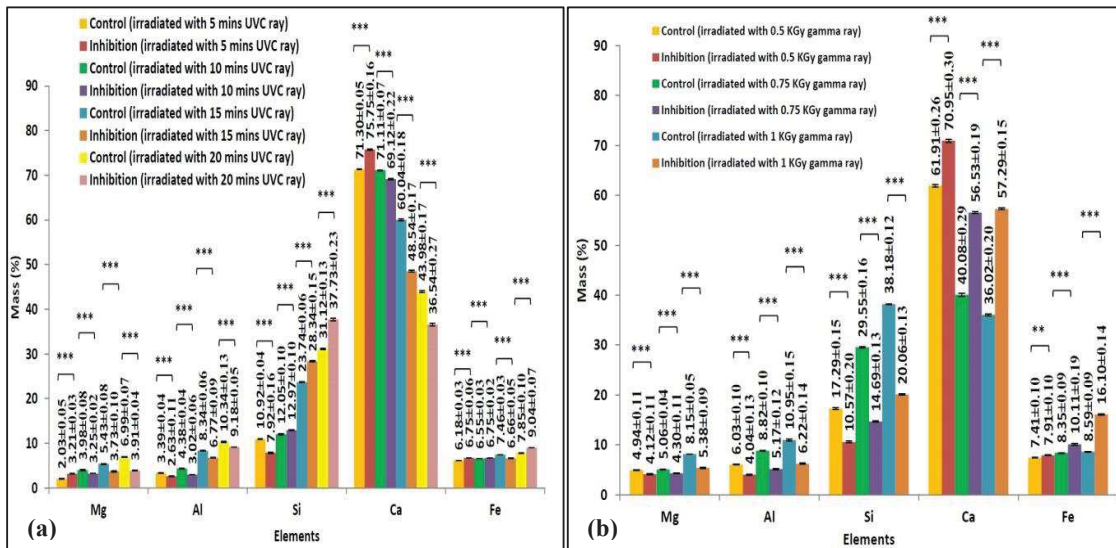 Control (irradiated with 5 mins UVC ray)
Inhibition (irradiated with 5 mins UVC ray)
Control (irradiated with 10 mins UVC ray)
Inhibition (irradiated with 10 mins UVC ray)
Control (irradiated with 15 mins UVC ray)
Inhibition (irradiated with 15 mins UVC ray)
Control (irradiated with 20 mins UVC ray)
Inhibition (irradiated with 20 mins UVC ray)
Mass (%)
90
80
70
60
50
40
30
20
10
0
*** *** *** ***
2.03±0.05
3.21±0.03
3.98±0.08
3.25±0.02
5.43±0.08
3.73±0.10
6.99±0.07
3.91±0.04
*** *** *** ***
3.39±0.04
2.63±0.11
4.38±0.04
3.02±0.06
8.34±0.06
6.77±0.09
10.34±0.13
9.18±0.05
*** *** *** ***
10.92±0.04
7.92±0.16
12.05±0.10
12.97±0.10
23.74±0.06
28.34±0.15
31.12±0.13
37.73±0.23
*** *** *** ***
71.30±0.05
75.75±0.16
71.11±0.07
69.12±0.22
60.04±0.18
48.54±0.17
43.98±0.17
36.54±0.27
*** *** *** ***
6.18±0.03
6.75±0.06
6.55±0.03
6.75±0.02
7.46±0.03
6.66±0.05
7.85±0.10
9.04±0.07
Mg Al Si Ca Fe
Elements
(a)
Control (irradiated with 0.5 KGy gamma ray)
Inhibition (irradiated with 0.5 KGy gamma ray)
Control (irradiated with 0.75 KGy gamma ray)
Inhibition (irradiated with 0.75 KGy gamma ray)
Control (irradiated with 1 KGy gamma ray)
Inhibition (irradiated with 1 KGy gamma ray)
Mass (%)
90
80
70
60
50
40
30
20
10
0
*** *** ***
4.94±0.11
4.12±0.11
5.06±0.04
4.30±0.11
8.15±0.05
5.38±0.09
*** *** ***
6.03±0.10
4.04±0.13
8.82±0.10
5.17±0.12
10.95±0.15
6.22±0.14
*** *** ***
17.29±0.15
10.57±0.20
29.55±0.16
14.69±0.13
38.18±0.12
20.06±0.13
*** *** ***
61.91±0.26
70.95±0.30
40.08±0.29
56.53±0.19
36.02±0.20
57.29±0.15
** *** ***
7.41±0.10
7.91±0.10
8.35±0.09
10.11±0.19
8.59±0.09
16.10±0.14
Mg Al Si Ca Fe
Elements
(b)